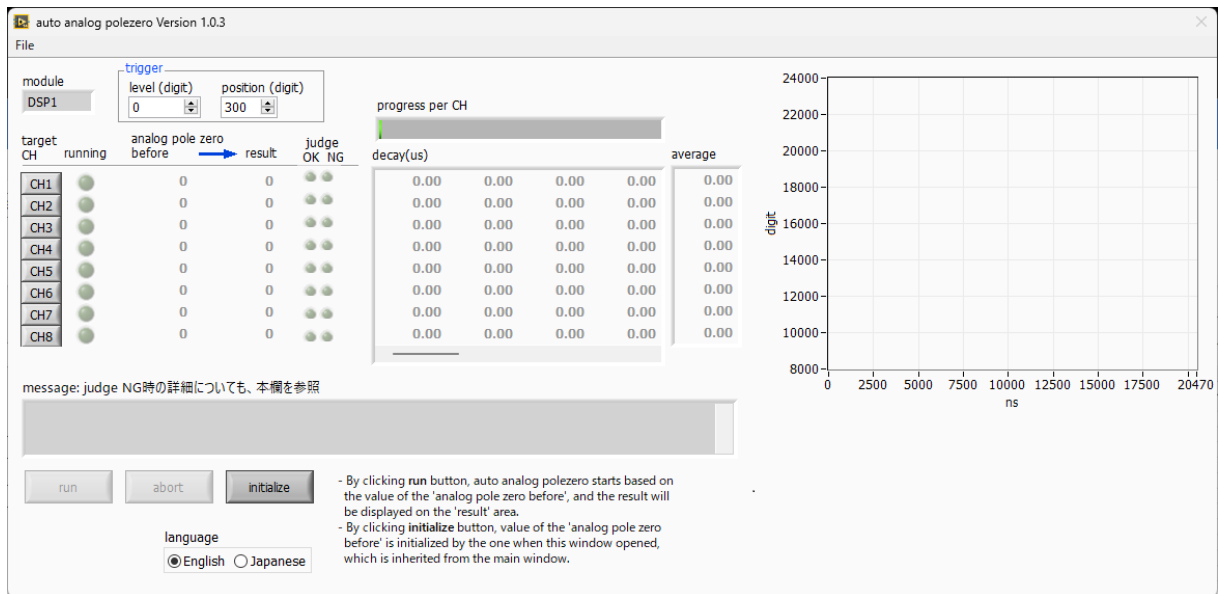 auto analog polezero Version 1.0.3
File
module
DSP1
trigger
level (digit) position (digit)
0 300
progress per CH
target CH running analog pole zero before result judge OK NG
decay(us) average
CH1 0 0 0.00 0.00 0.00 0.00 0.00
CH2 0 0 0.00 0.00 0.00 0.00 0.00
CH3 0 0 0.00 0.00 0.00 0.00 0.00
CH4 0 0 0.00 0.00 0.00 0.00 0.00
CH5 0 0 0.00 0.00 0.00 0.00 0.00
CH6 0 0 0.00 0.00 0.00 0.00 0.00
CH7 0 0 0.00 0.00 0.00 0.00 0.00
CH8 0 0 0.00 0.00 0.00 0.00 0.00
message: judge NG時の詳細についても、本欄を参照
run abort initialize
- By clicking run button, auto analog polezero starts based on
the value of the 'analog pole zero before', and the result will
be displayed on the 'result' area.
- By clicking initialize button, value of the 'analog pole zero
before' is initialized by the one when this window opened,
which is inherited from the main window.
language
English Japanese
digit
24000
22000
20000
18000
16000
14000
12000
10000
8000
0 2500 5000 7500 10000 12500 15000 17500 20470
ns